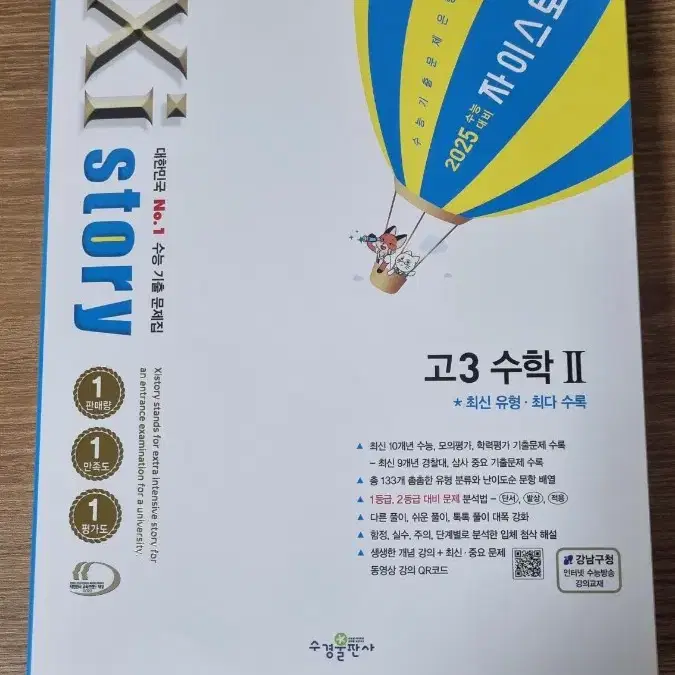 Xi
story
대한민국 No.1 수능 기출 문제집
Xistory stands for extra intensive story for
an entrance examination for a university.
수능 기출 문제 은행
2025 수능
대비
자이스토
고3 수학 Ⅱ
* 최신 유형·최다 수록
▲ 최신 10개년 수능, 모의평가, 학력평가 기출문제 수록
– 최신 9개년 경찰대, 삼사 중요 기출문제 수록
▲ 총 133개 촘촘한 유형 분류와 난이도순 문항 배열
▲ 1등급, 2등급 대비 문제 분석법 – 단서, 발상, 적용
▲ 다른 풀이, 쉬운 풀이, 톡톡 풀이 대폭 강화
▲ 함정, 실수, 주의, 단계별로 분석한 입체 첨삭 해설
▲ 생생한 개념 강의 + 최신·중요 문제
동영상 강의 QR코드
강남구청
인터넷 수능방송
강의교재
1
판매량
1
만족도
1
평가도
수경출판사